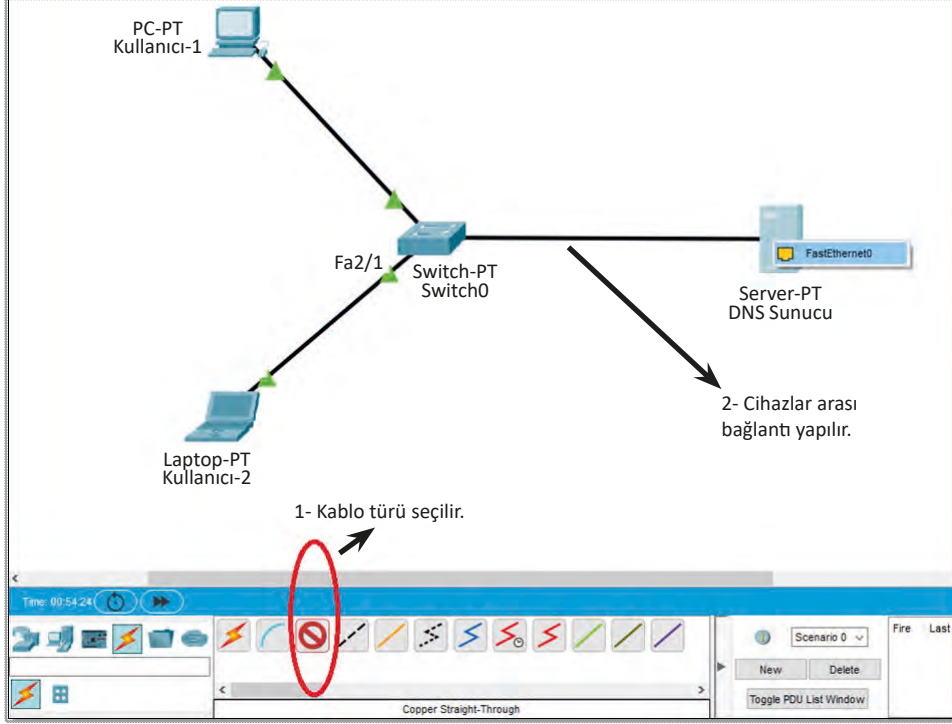 PC-PT
Kullanıcı-1
Fa2/1
Switch-PT
Switch0
FastEthernet0
Server-PT
DNS Sunucu
2- Cihazlar arası
bağlantı yapılır.
Laptop-PT
Kullanıcı-2
1- Kablo türü seçilir.
Time: 00:54:24
Scenario 0
Fire Last
New Delete
Toggle PDU List Window
Copper Straight-Through